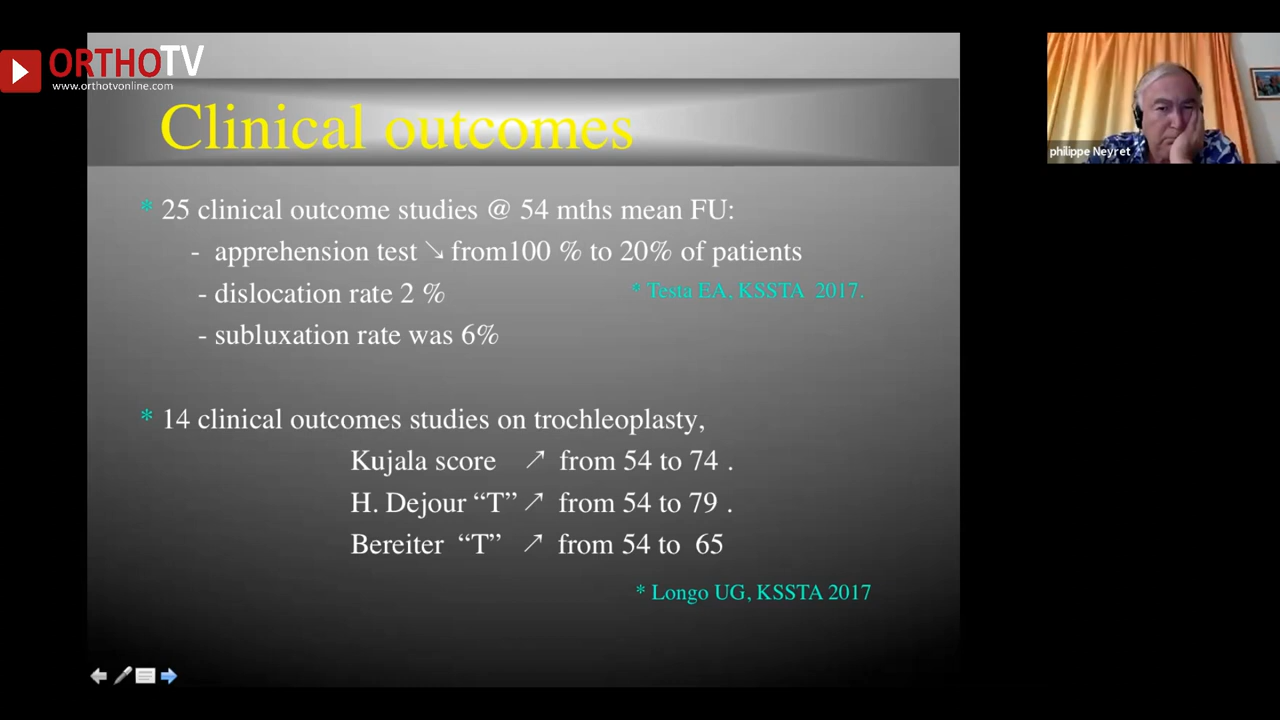 ORTHOTV
www.orthotvonline.com
Clinical outcomes
* 25 clinical outcome studies @ 54 mths mean FU:
- apprehension test ↘ from100 % to 20% of patients
- dislocation rate 2 %
* Testa EA, KSSTA 2017.
- subluxation rate was 6%
* 14 clinical outcomes studies on trochleoplasty,
Kujala score ↗ from 54 to 74 .
H. Dejour “T” ↗ from 54 to 79 .
Bereiter “T” ↗ from 54 to 65
* Longo UG, KSSTA 2017
philippe Neyret